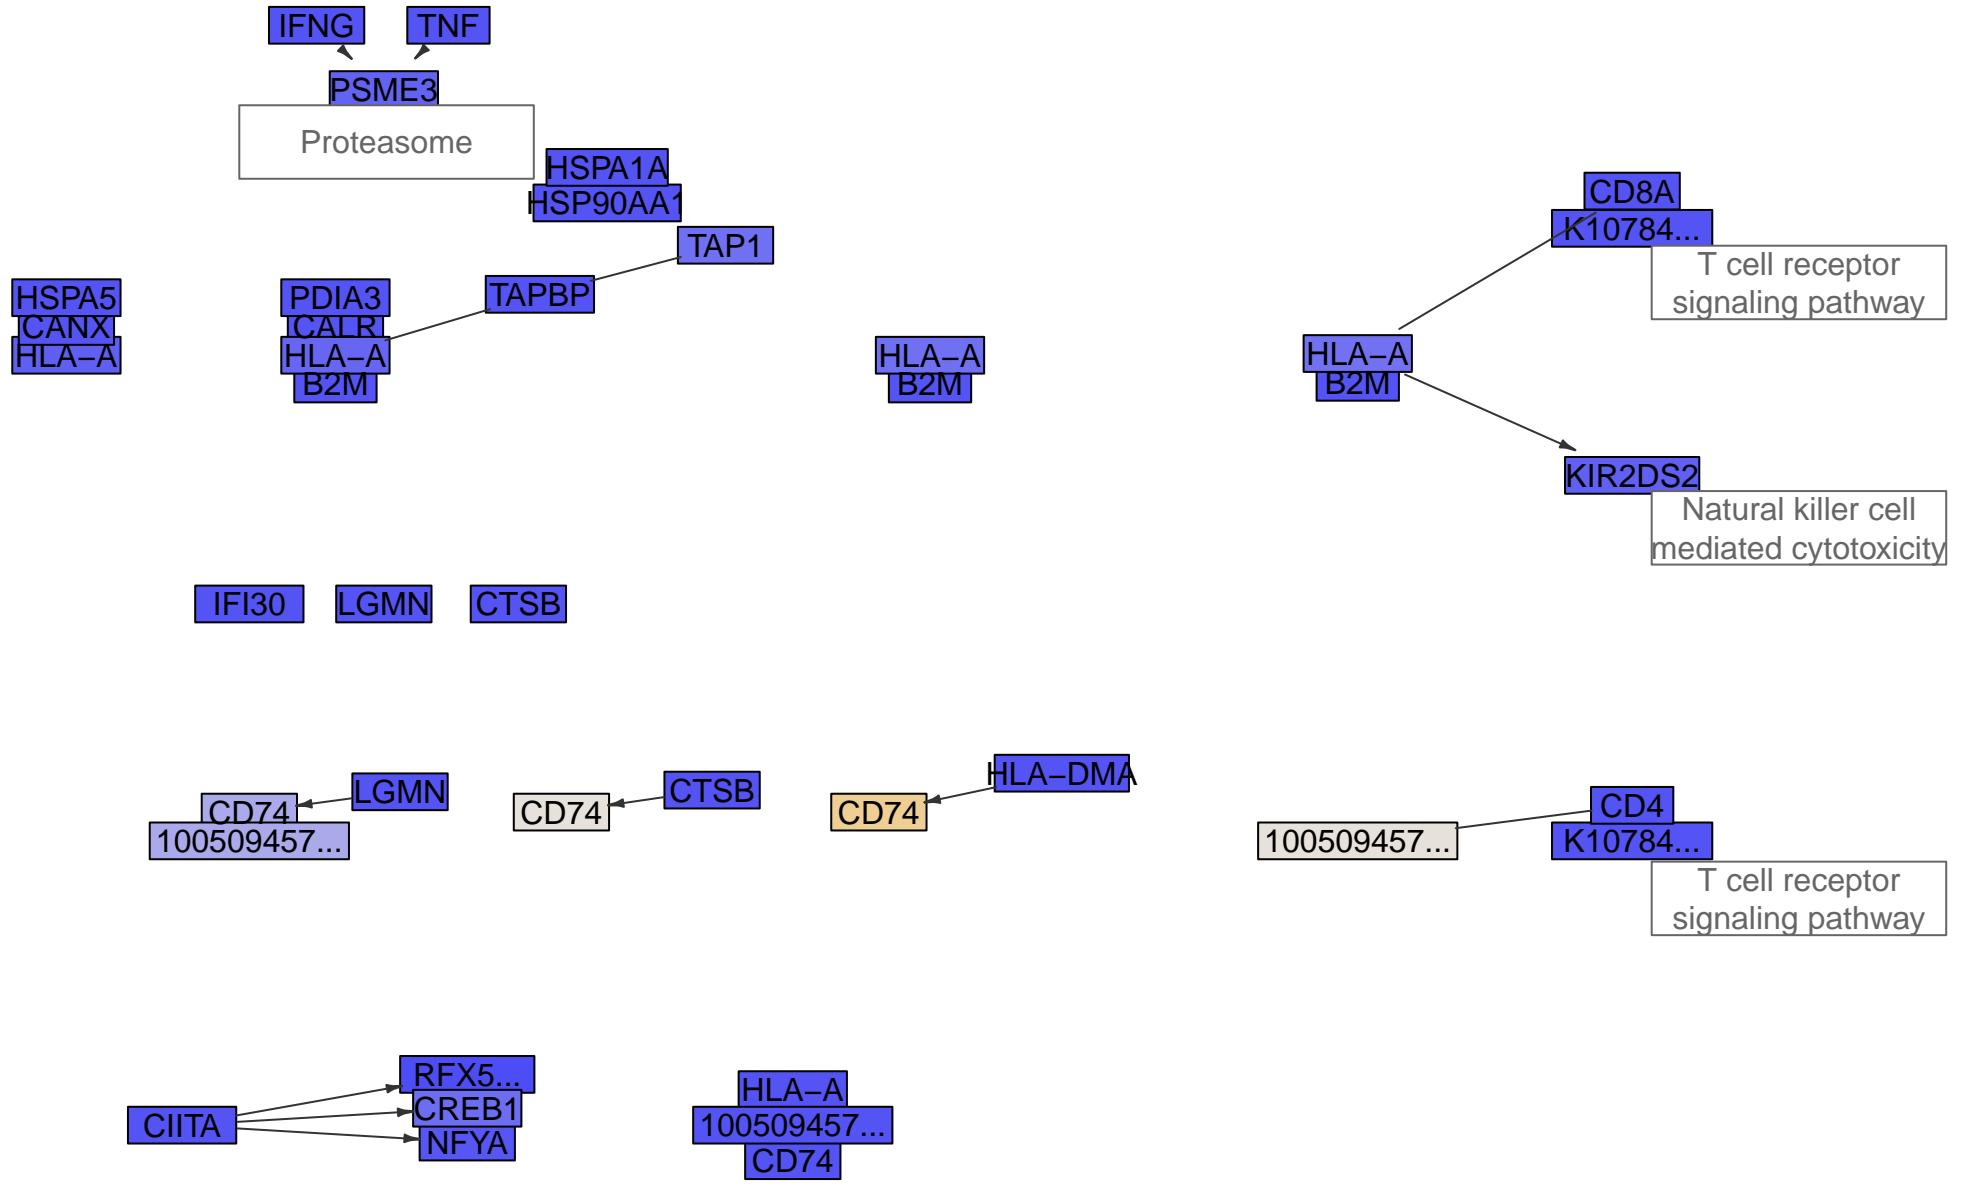 IFNG
TNF
PSME3
Proteasome
HSPA1A
HSP90AA1
TAP1
TAPBP
HSPA5
CANX
HLA−A
PDIA3
CALR
HLA−A
B2M
HLA−A
B2M
CD8A
K10784...
T cell receptor
signaling pathway
HLA−A
B2M
KIR2DS2
Natural killer cell
mediated cytotoxicity
IFI30
LGMN
CTSB
CD74
100509457...
LGMN
CD74
CTSB
CD74
HLA−DMA
100509457...
CD4
K10784...
T cell receptor
signaling pathway
CIITA
RFX5...
CREB1
NFYA
HLA−A
100509457...
CD74